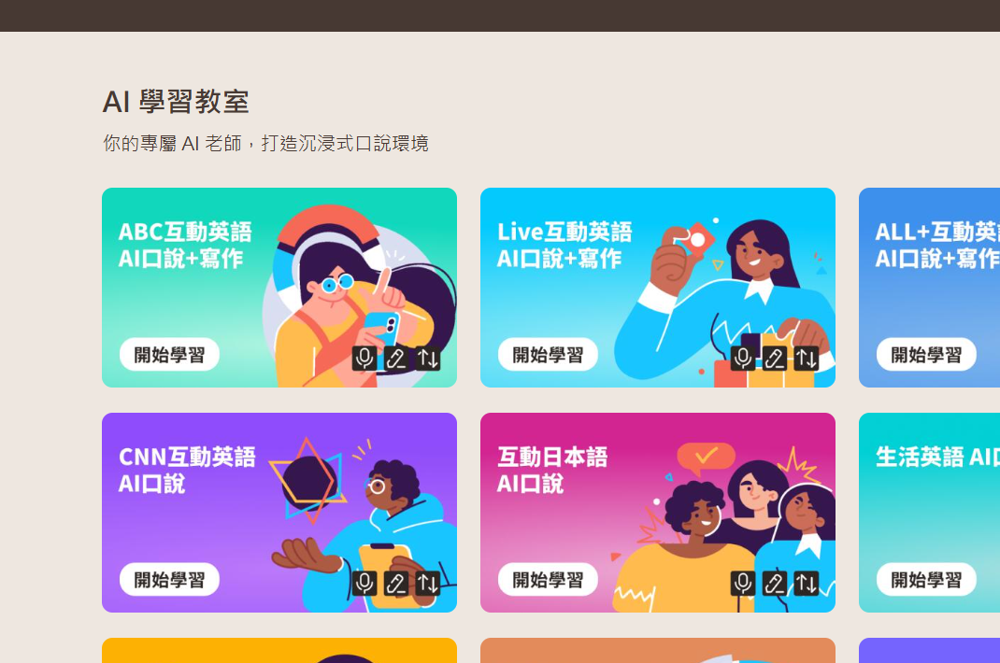 AI 學習教室
你的專屬 AI 老師，打造沉浸式口說環境
ABC互動英語
AI口說+寫作
開始學習
Live互動英語
AI口說+寫作
開始學習
ALL+互動英
AI口說+寫作
開始學習
CNN互動英語
AI口說
開始學習
互動日本語
AI口說
開始學習
生活英語 AI
開始學習